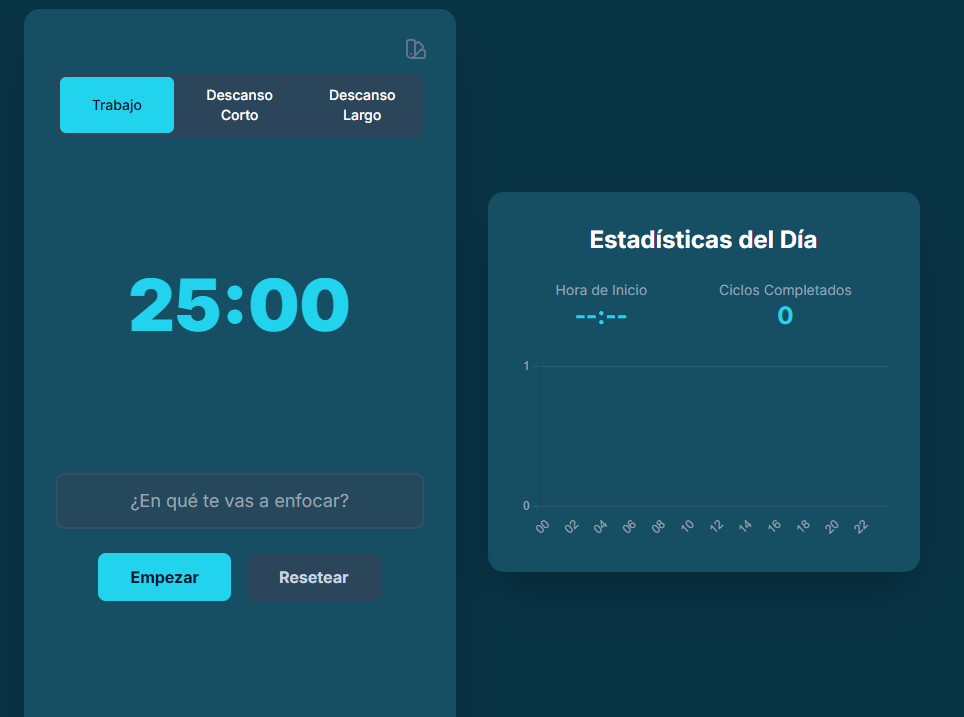 Trabajo
Descanso
Corto
Descanso
Largo
25:00
¿En qué te vas a enfocar?
Empezar
Resetear
Estadísticas del Día
Hora de Inicio
--:--
Ciclos Completados
0
1
0
00 02 04 06 08 10 12 14 16 18 20 22